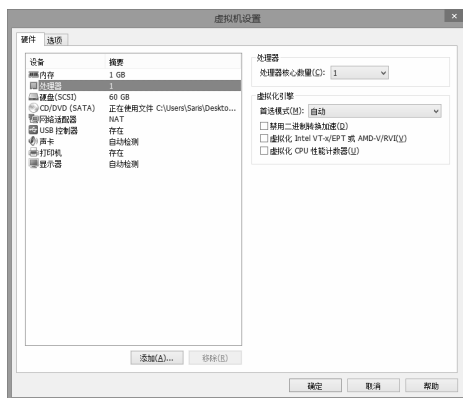 虚拟机设置
×
硬件 选项
设备 摘要
内存 1 GB
处理器 1
硬盘(SCSI) 60 GB
CD/DVD (SATA) 正在使用文件 C:\Users\Saris\Deskto...
网络适配器 NAT
USB 控制器 存在
声卡 自动检测
打印机 存在
显示器 自动检测
添加(A)... 移除(R)
处理器
处理器核心数量(C): 1
虚拟化引擎
首选模式(M): 自动
禁用二进制转换加速(D)
虚拟化 Intel VT-x/EPT 或 AMD-V/RVI(V)
虚拟化 CPU 性能计数器(U)
确定 取消 帮助